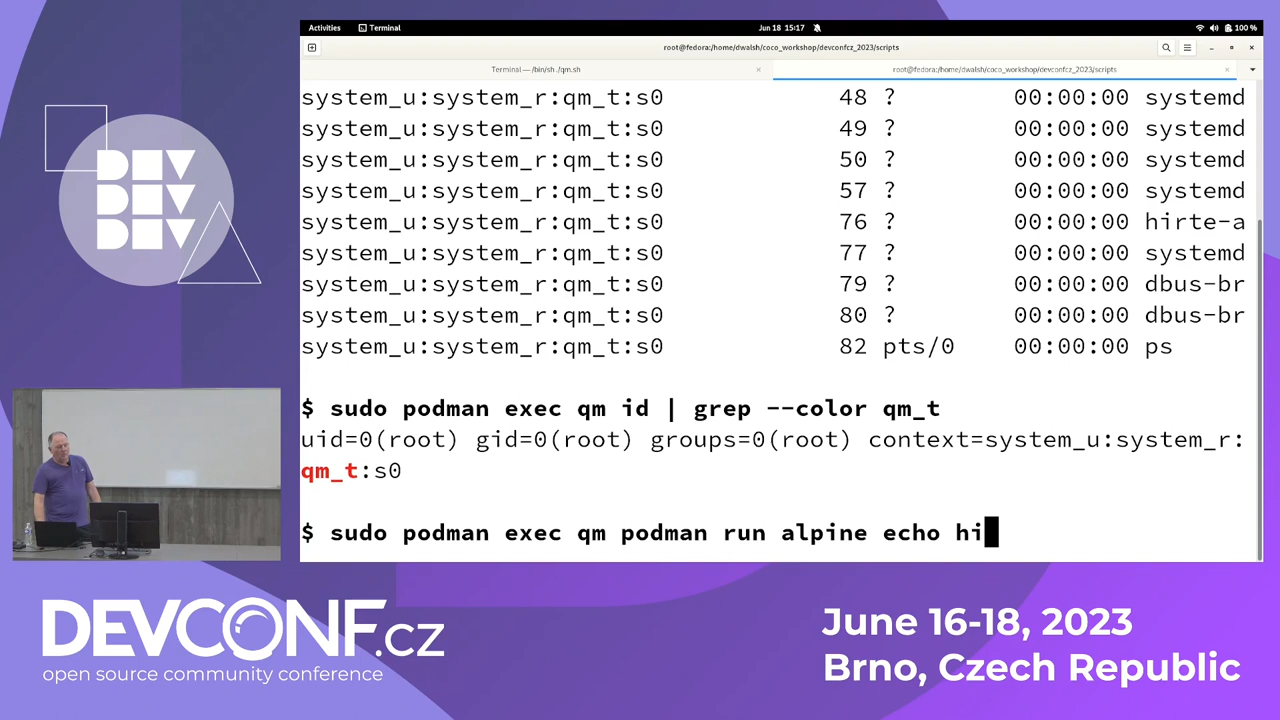 Activities
Terminal
Jun 18 15:17
100 %
root@fedora:/home/dwalsh/coco_workshop/devconfcz_2023/scripts
Terminal — /bin/sh ./qm.sh
root@fedora:/home/dwalsh/coco_workshop/devconfcz_2023/scripts
system_u:system_r:qm_t:s0 48 ? 00:00:00 systemd
system_u:system_r:qm_t:s0 49 ? 00:00:00 systemd
system_u:system_r:qm_t:s0 50 ? 00:00:00 systemd
system_u:system_r:qm_t:s0 57 ? 00:00:00 systemd
system_u:system_r:qm_t:s0 76 ? 00:00:00 hirte-a
system_u:system_r:qm_t:s0 77 ? 00:00:00 systemd
system_u:system_r:qm_t:s0 79 ? 00:00:00 dbus-br
system_u:system_r:qm_t:s0 80 ? 00:00:00 dbus-br
system_u:system_r:qm_t:s0 82 pts/0 00:00:00 ps
$ sudo podman exec qm id | grep --color qm_t
uid=0(root) gid=0(root) groups=0(root) context=system_u:system_r:
qm_t:s0
$ sudo podman exec qm podman run alpine echo hi
DEV
DEV
DEV
DEVCONF.cz
open source community conference
June 16-18, 2023
Brno, Czech Republic